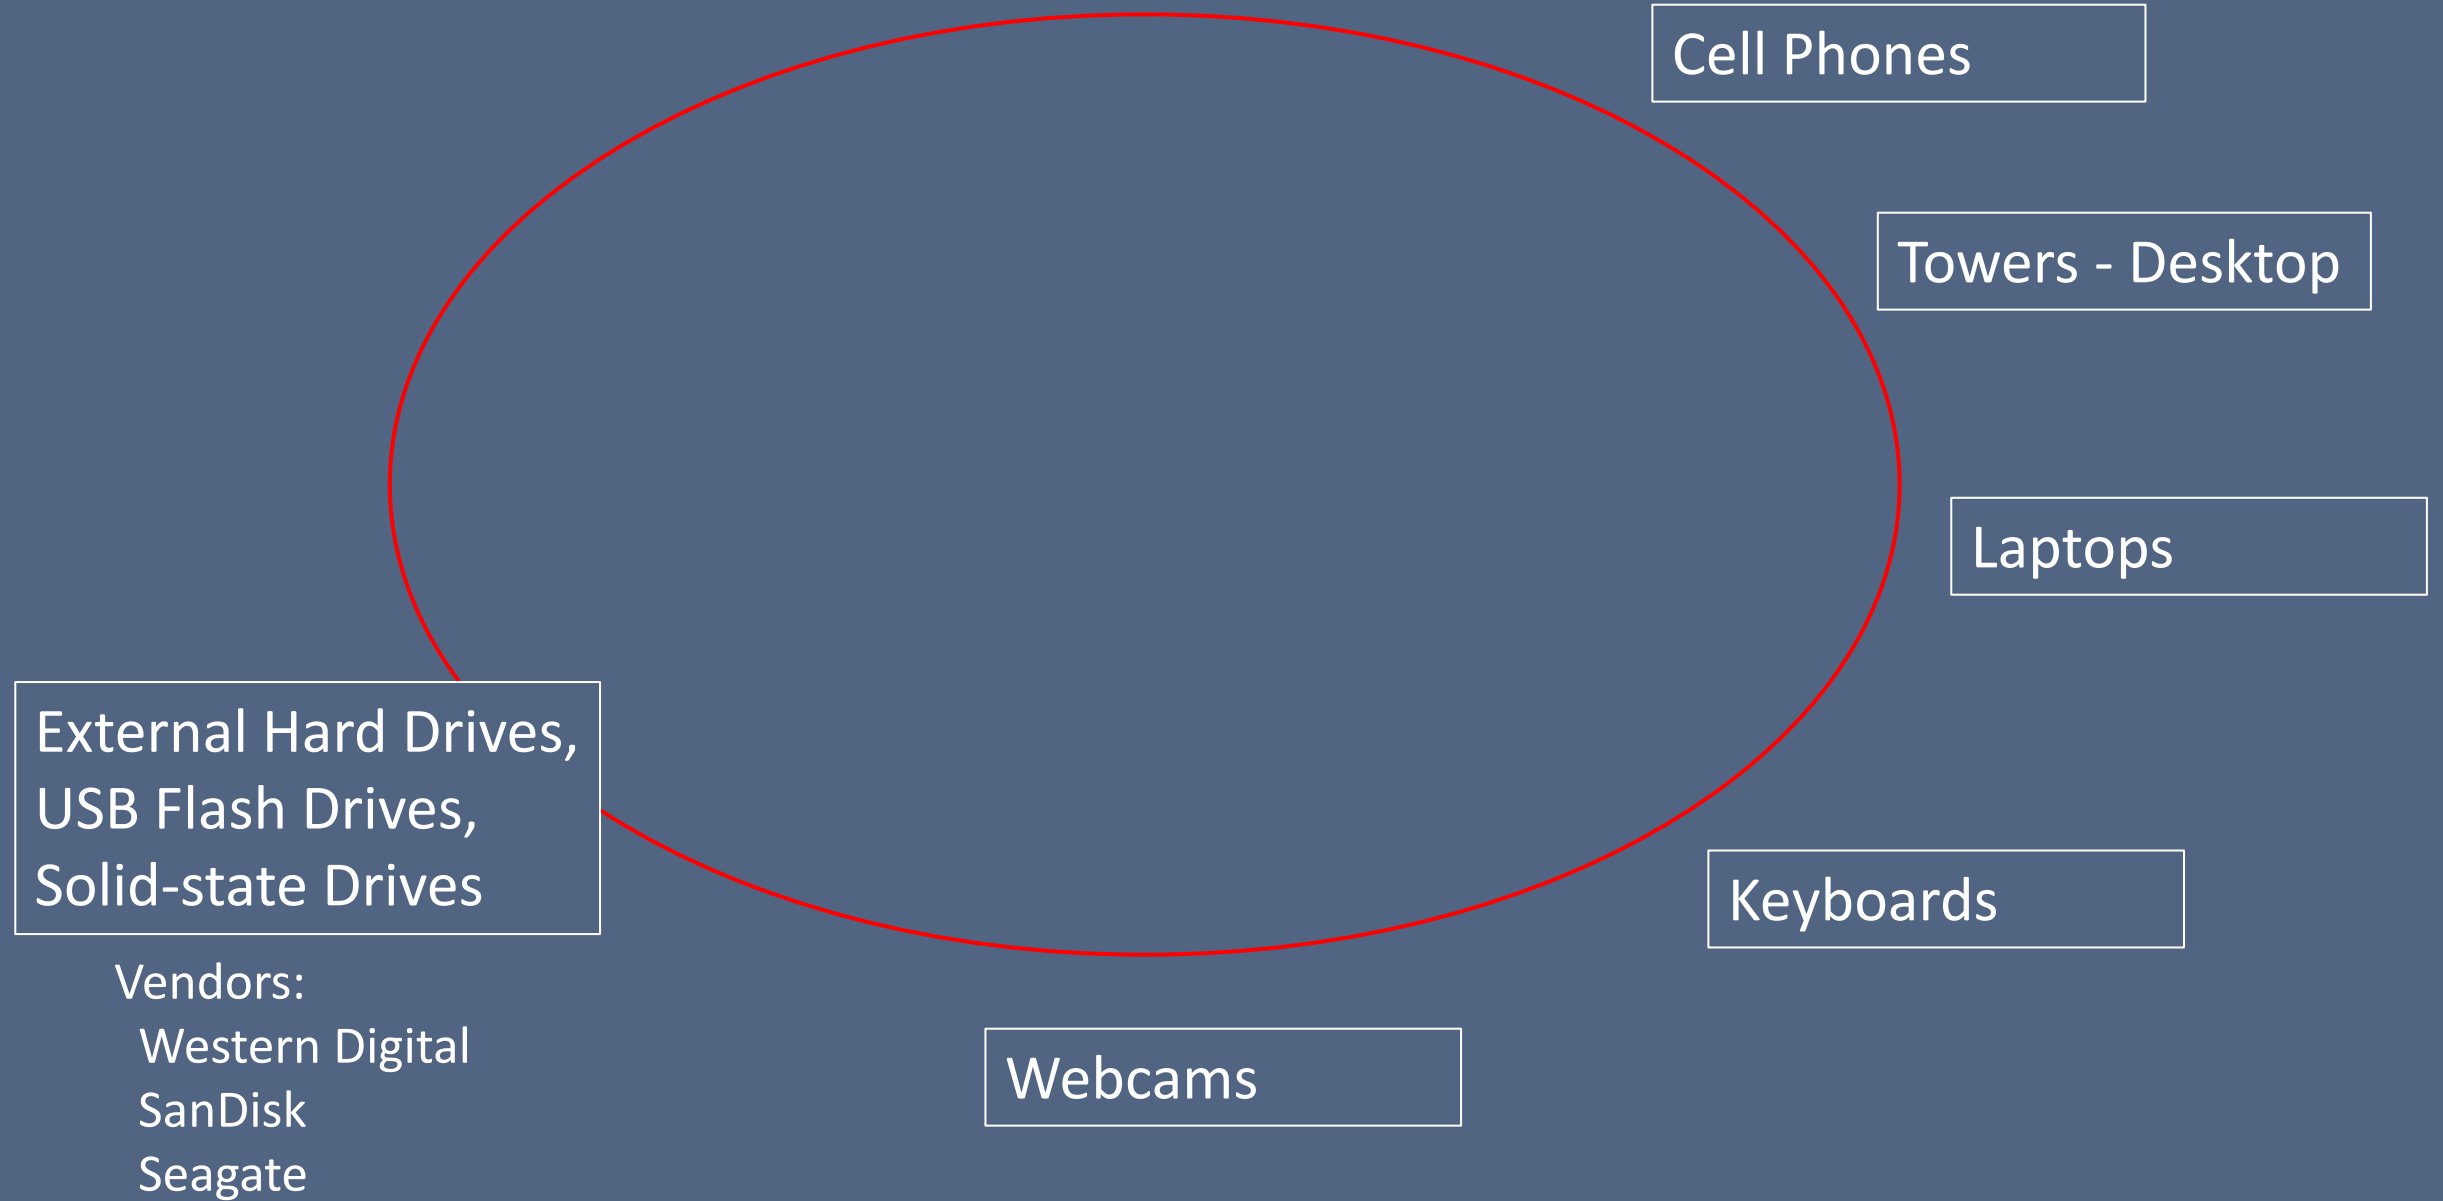 Cell Phones
Towers - Desktop
Laptops
External Hard Drives,
USB Flash Drives,
Solid-state Drives
Keyboards
Vendors:
Western Digital
SanDisk
Seagate
Webcams